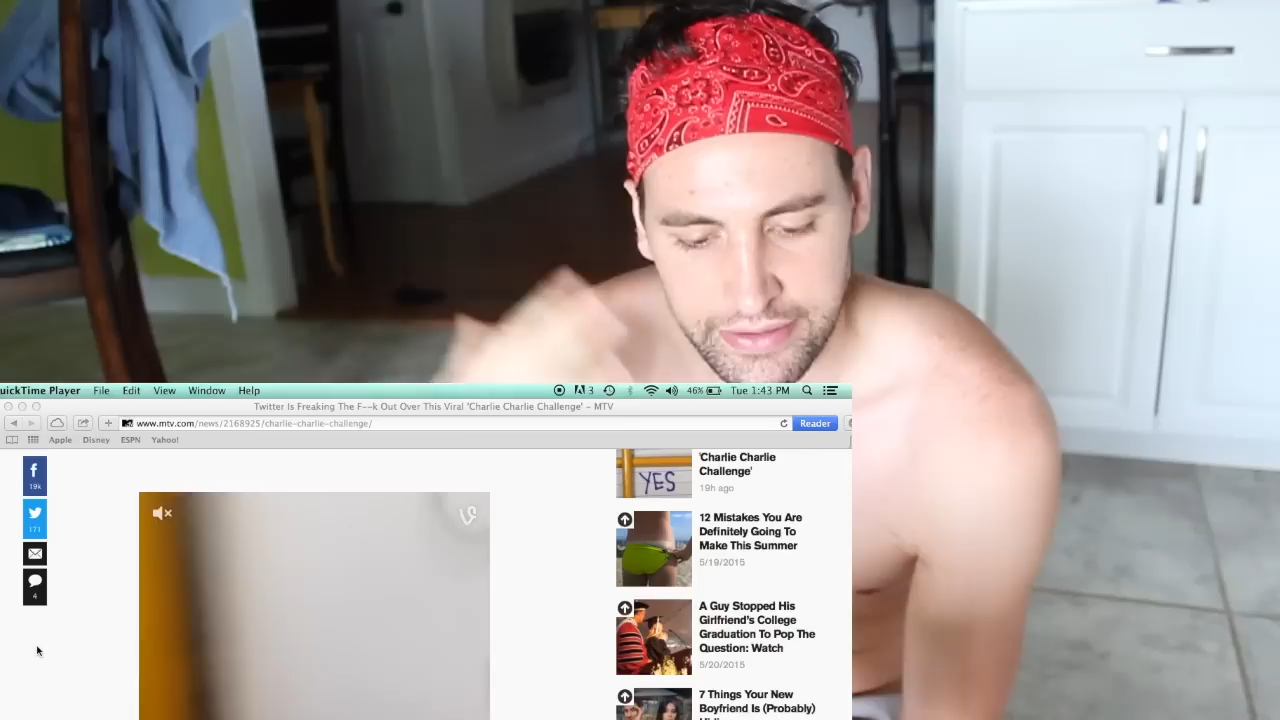 uickTime Player File Edit View Window Help 3 46% Tue 1:43 PM
Twitter Is Freaking The F--k Out Over This Viral 'Charlie Charlie Challenge' – MTV
www.mtv.com/news/2168925/charlie-charlie-challenge/ Reader
Apple Disney ESPN Yahoo!
19k
171
4
YES
'Charlie Charlie
Challenge'
19h ago
12 Mistakes You Are
Definitely Going To
Make This Summer
5/19/2015
A Guy Stopped His
Girlfriend's College
Graduation To Pop The
Question: Watch
5/20/2015
7 Things Your New
Boyfriend Is (Probably)